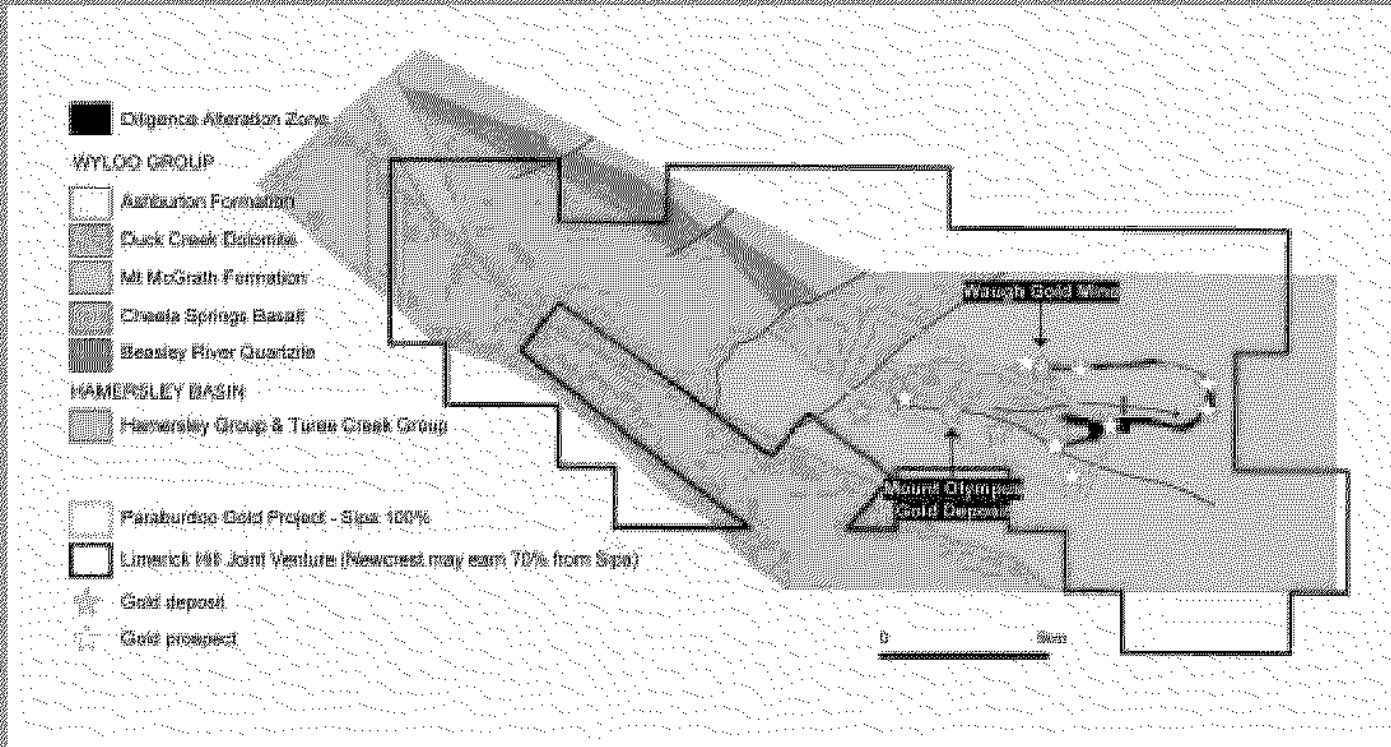 Diligence Alteration Zone
WYLOO GROUP
Ashburton Formation
Duck Creek Dolomite
Mt McGrath Formation
Cheela Springs Basalt
Beasley River Quartzite
HAMERSLEY BASIN
Hamersley Group & Turee Creek Group
Paraburdoo Gold Project - Sipa 100%
Limerick Hill Joint Venture (Newcrest may earn 70% from Sipa)
Gold deposit
Gold prospect
Waugh Gold Mine
Mount Olympus
Gold Deposit
0 5km